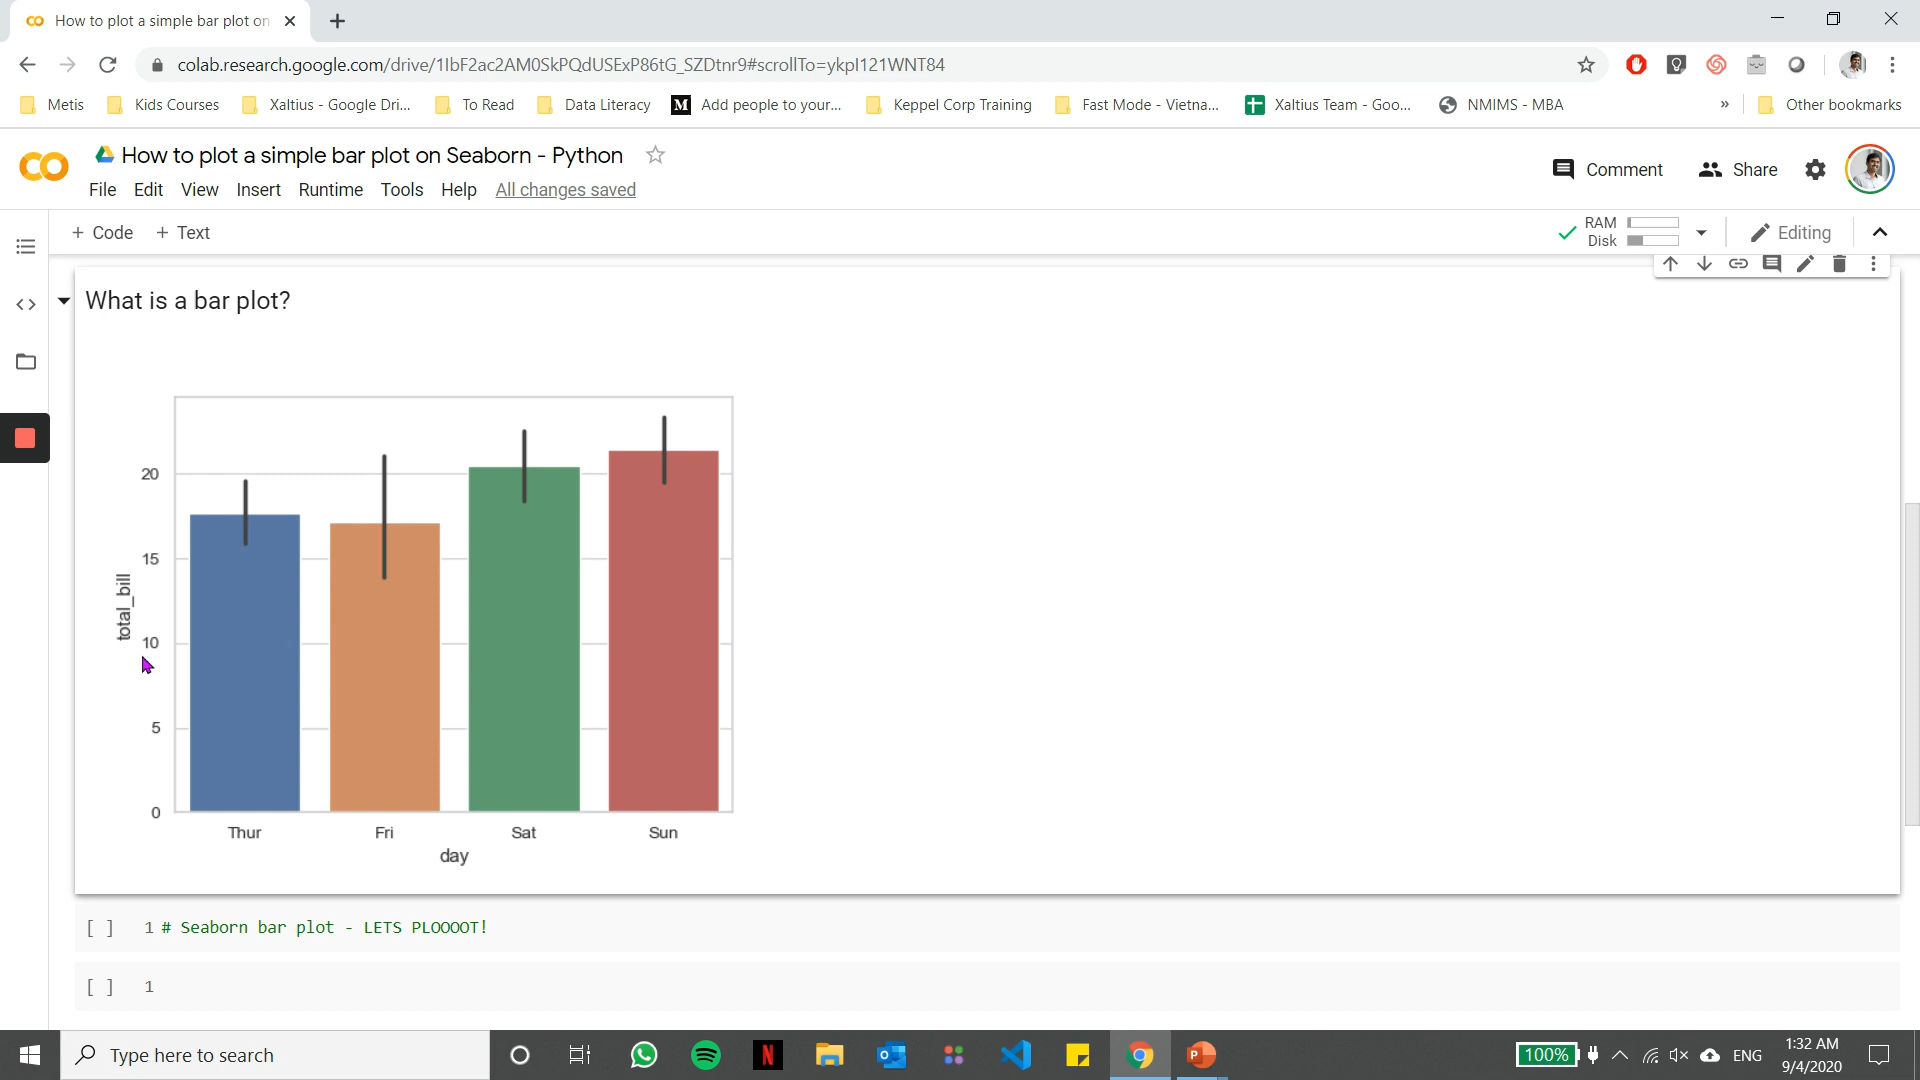 How to plot a simple bar plot on
colab.research.google.com/drive/1lbF2ac2AM0SkPQdUSExP86tG_SZDtnr9#scrollTo=ykpI121WNT84
Metis Kids Courses Xaltius - Google Dri... To Read Data Literacy M Add people to your... Keppel Corp Training Fast Mode - Vietna... Xaltius Team - Goo... NMIMS - MBA » Other bookmarks
How to plot a simple bar plot on Seaborn - Python
Comment Share
File Edit View Insert Runtime Tools Help All changes saved
+ Code + Text
RAM
Disk
Editing
What is a bar plot?
20
15
10
5
0
total_bill
Thur Fri Sat Sun
day
[ ] 1 # Seaborn bar plot - LETS PLOOOOT!
[ ] 1
Type here to search
N
P
100%
ENG
1:32 AM
9/4/2020